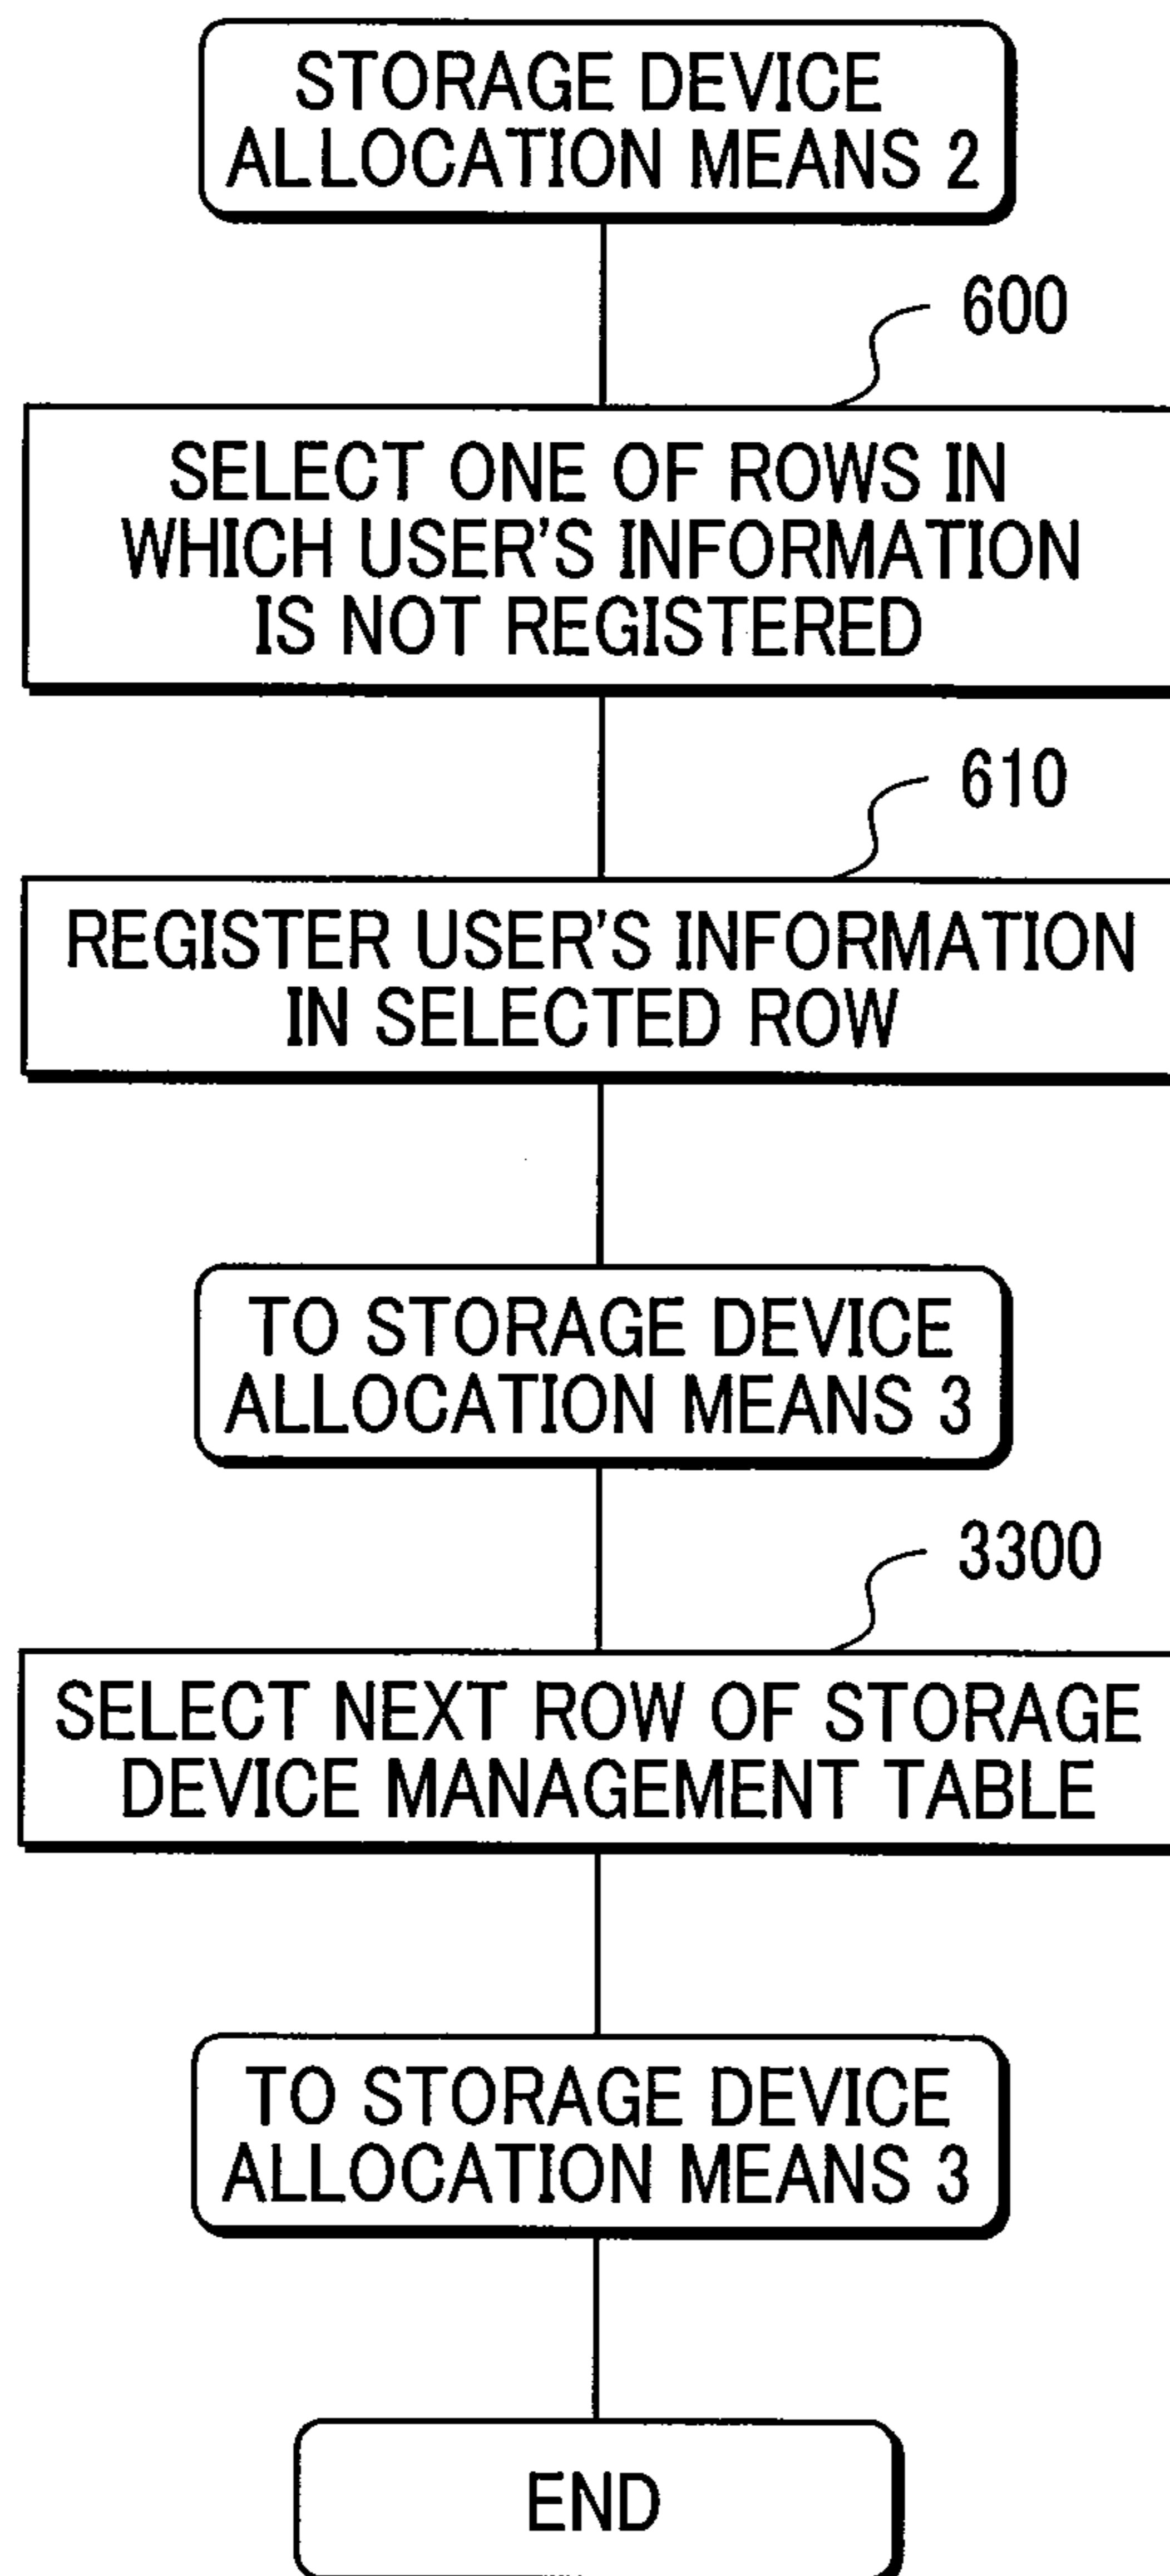 STORAGE DEVICE
ALLOCATION MEANS 2
600
SELECT ONE OF ROWS IN
WHICH USER'S INFORMATION
IS NOT REGISTERED
610
REGISTER USER'S INFORMATION
IN SELECTED ROW
TO STORAGE DEVICE
ALLOCATION MEANS 3
3300
SELECT NEXT ROW OF STORAGE
DEVICE MANAGEMENT TABLE
TO STORAGE DEVICE
ALLOCATION MEANS 3
END